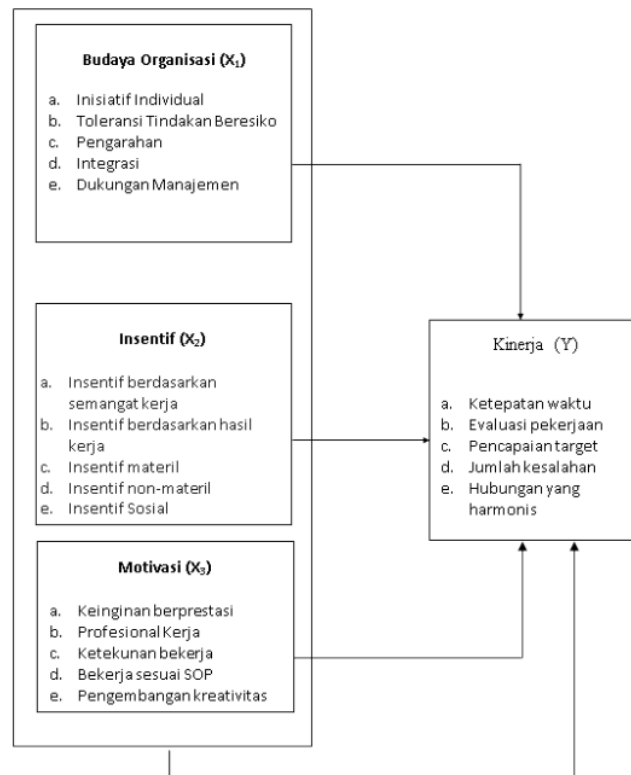 Budaya Organisasi (X₁)
a. Inisiatif Individual
b. Toleransi Tindakan Beresiko
c. Pengarahan
d. Integrasi
e. Dukungan Manajemen
Insentif (X₂)
a. Insentif berdasarkan
semangat kerja
b. Insentif berdasarkan hasil
kerja
c. Insentif materil
d. Insentif non-materil
e. Insentif Sosial
Motivasi (X₃)
a. Keinginan berprestasi
b. Profesional Kerja
c. Ketekunan bekerja
d. Bekerja sesuai SOP
e. Pengembangan kreativitas
Kinerja (Y)
a. Ketepatan waktu
b. Evaluasi pekerjaan
c. Pencapaian target
d. Jumlah kesalahan
e. Hubungan yang
harmonis